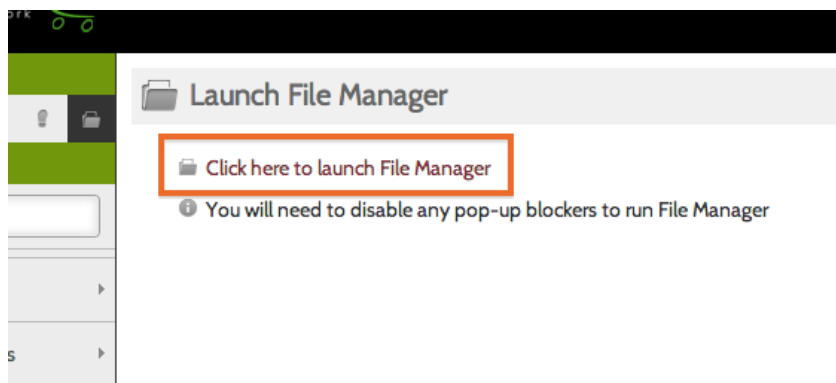 ork
Launch File Manager
Click here to launch File Manager
You will need to disable any pop-up blockers to run File Manager
s